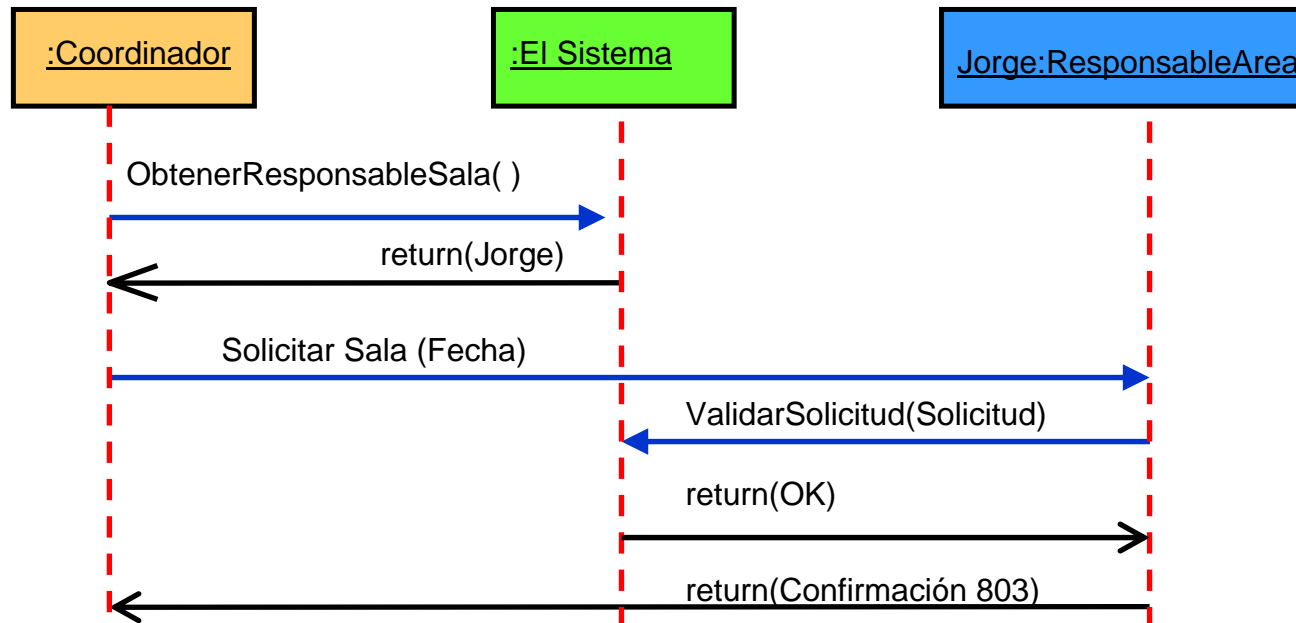 :Coordinador
:El Sistema
Jorge:ResponsableArea
ObtenerResponsableSala( )
return(Jorge)
Solicitar Sala (Fecha)
ValidarSolicitud(Solicitud)
return(OK)
return(Confirmación 803)